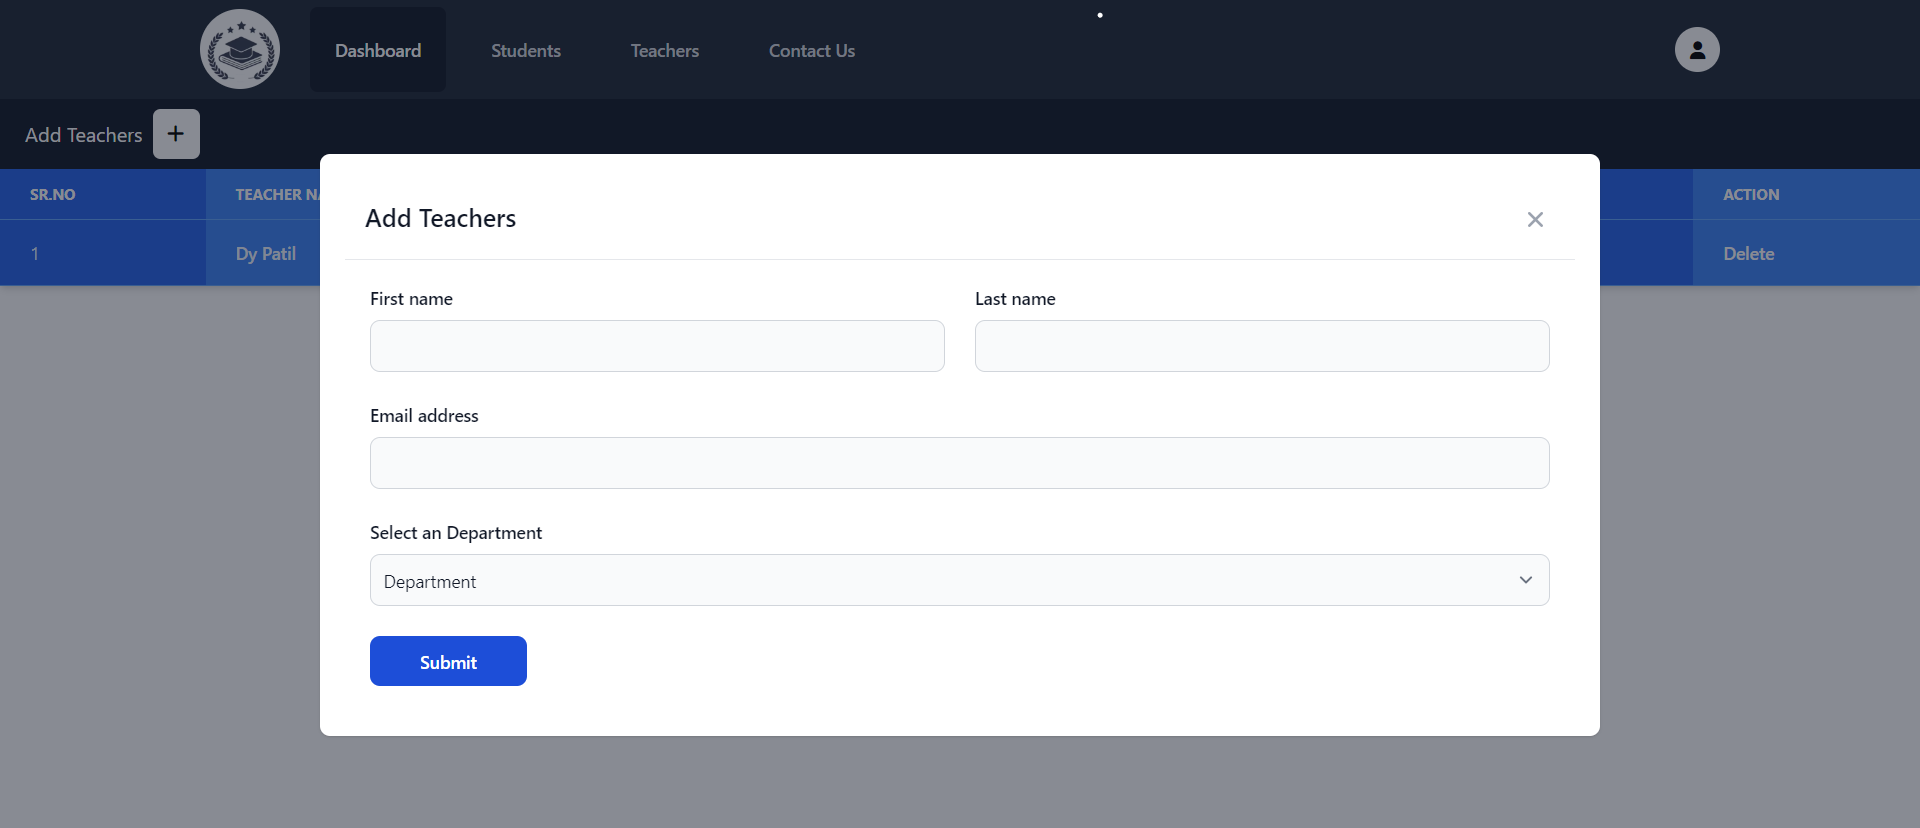 Dashboard Students Teachers Contact Us
Add Teachers +
SR.NO TEACHER ACTION
1 Dy Patil Delete
Add Teachers
First name Last name
Email address
Select an Department
Department
Submit